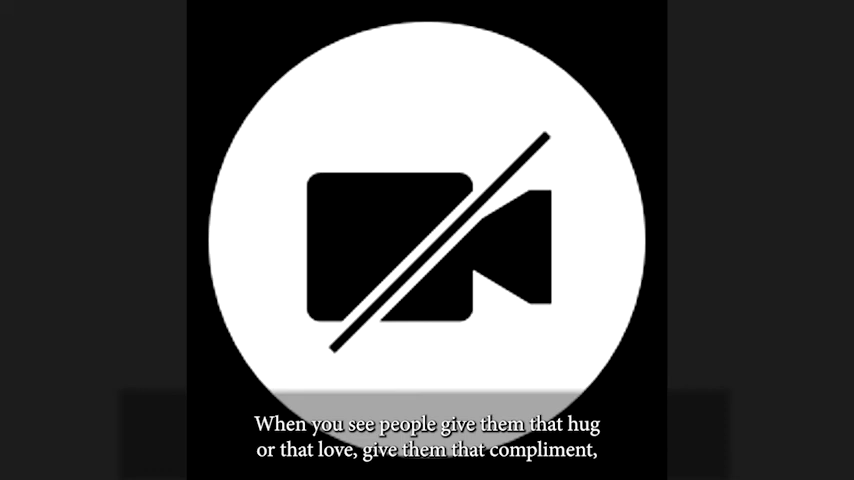 When you see people give them that hug
or that love, give them that compliment,